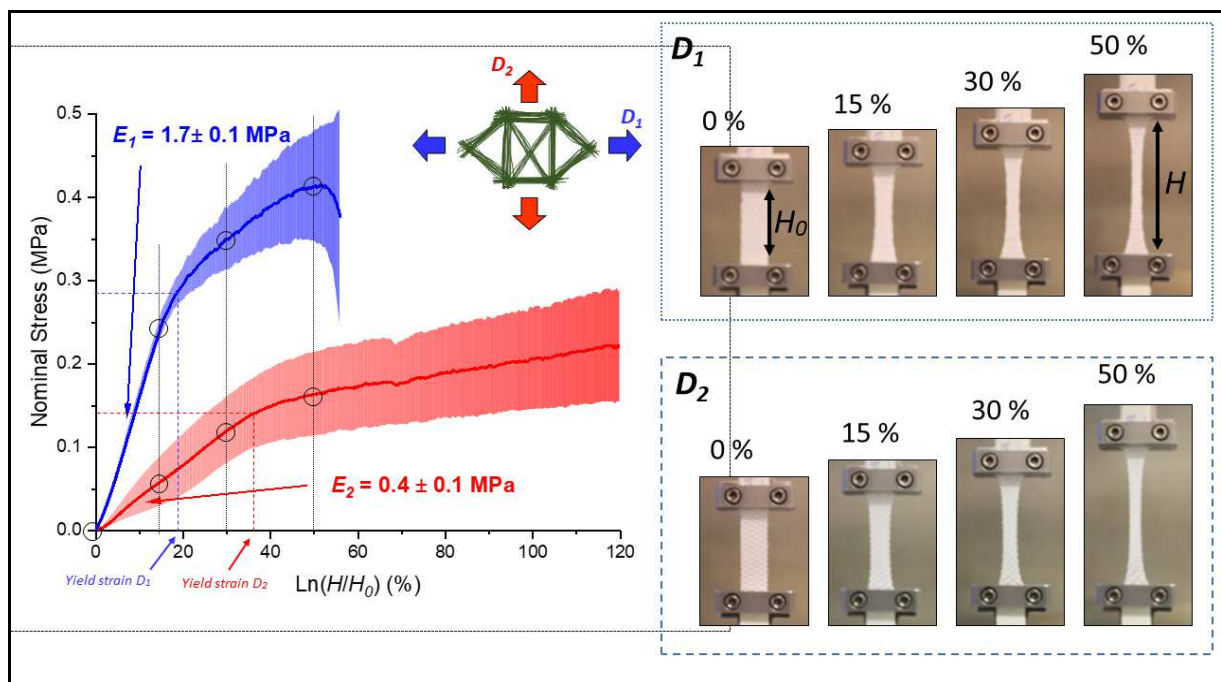 0.5
0.4
0.3
0.2
0.1
0.0
Nominal Stress (MPa)
E1 = 1.7± 0.1 MPa
E2 = 0.4 ± 0.1 MPa
D2
D1
0
20
40
60
80
100
120
Yield strain D1
Yield strain D2
Ln(H/H0) (%)
D1
0 %
15 %
30 %
50 %
H0
H
D2
0 %
15 %
30 %
50 %